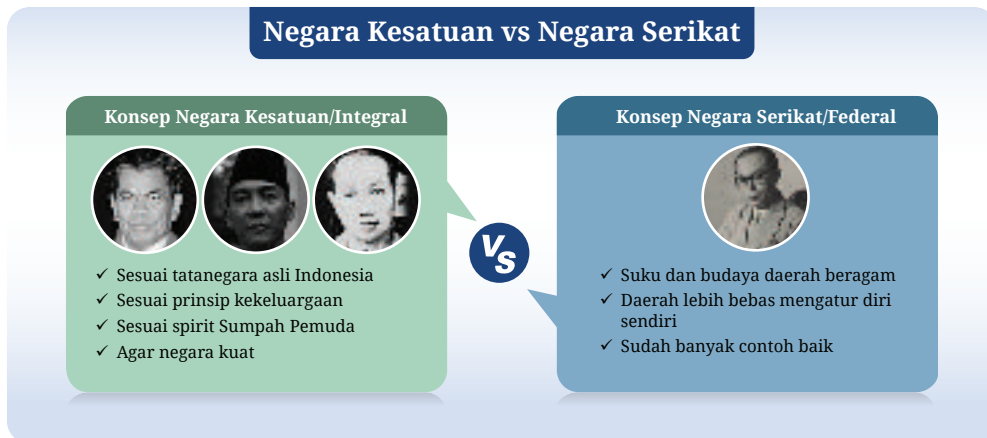 Negara Kesatuan vs Negara Serikat
Konsep Negara Kesatuan/Integral
✓ Sesuai tatanegara asli Indonesia
✓ Sesuai prinsip kekeluargaan
✓ Sesuai spirit Sumpah Pemuda
✓ Agar negara kuat
VS
Konsep Negara Serikat/Federal
✓ Suku dan budaya daerah beragam
✓ Daerah lebih bebas mengatur diri
sendiri
✓ Sudah banyak contoh baik